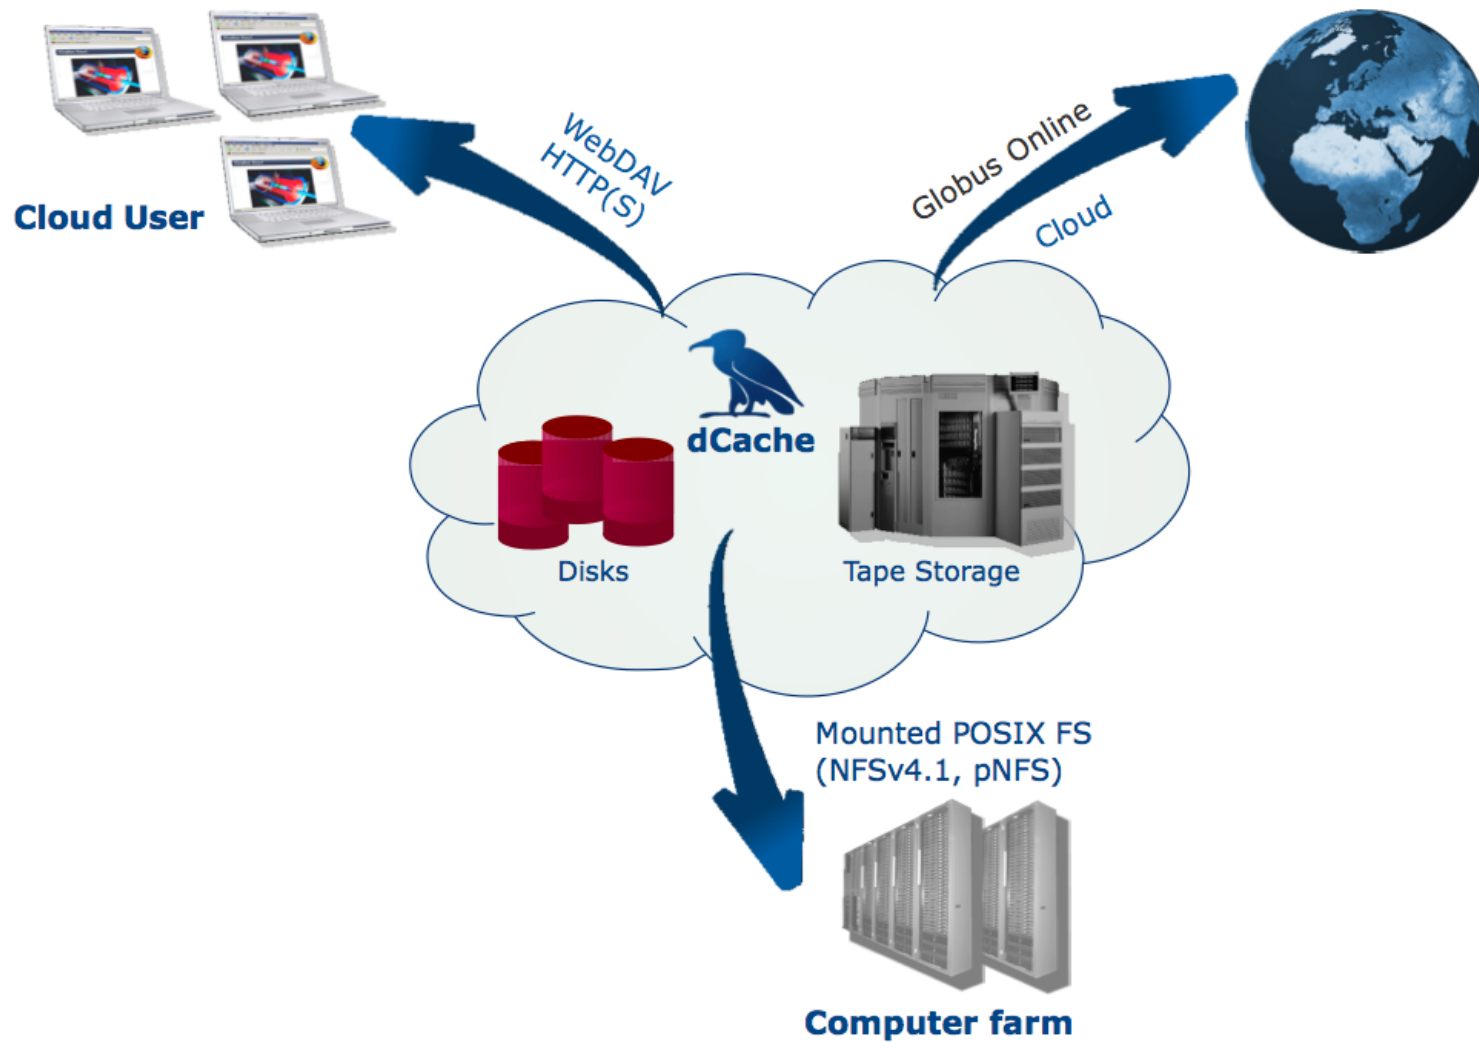 WebDAV
HTTP(S)
Globus Online
Cloud
Cloud User
dCache
Disks
Tape Storage
Mounted POSIX FS
(NFSv4.1, pNFS)
Computer farm